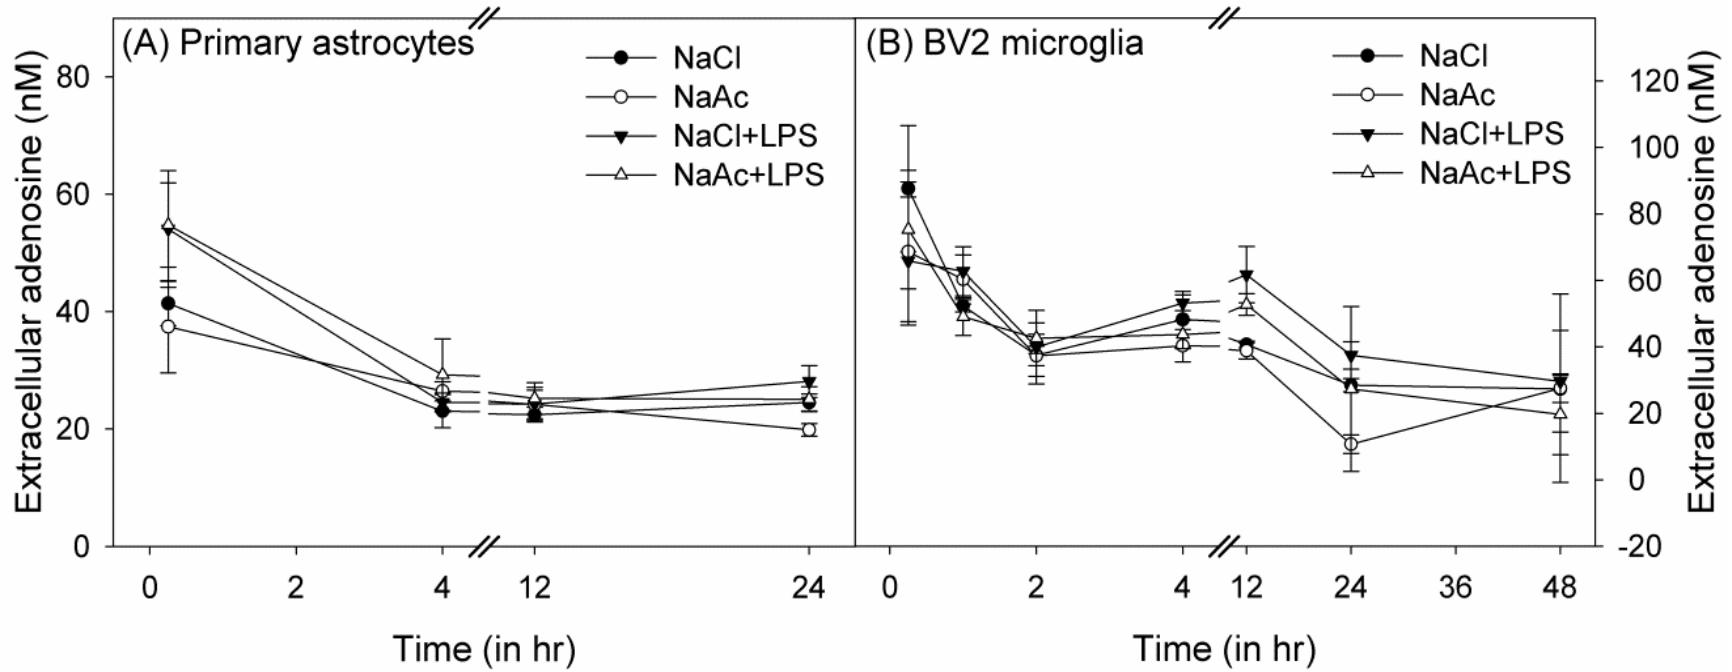 (A) Primary astrocytes
NaCl
NaAc
NaCl+LPS
NaAc+LPS
Extracellular adenosine (nM)
80
60
40
20
0
0 2 4 12 24
Time (in hr)
(B) BV2 microglia
NaCl
NaAc
NaCl+LPS
NaAc+LPS
120
100
80
60
40
20
0
-20
Extracellular adenosine (nM)
0 2 4 12 24 36 48
Time (in hr)